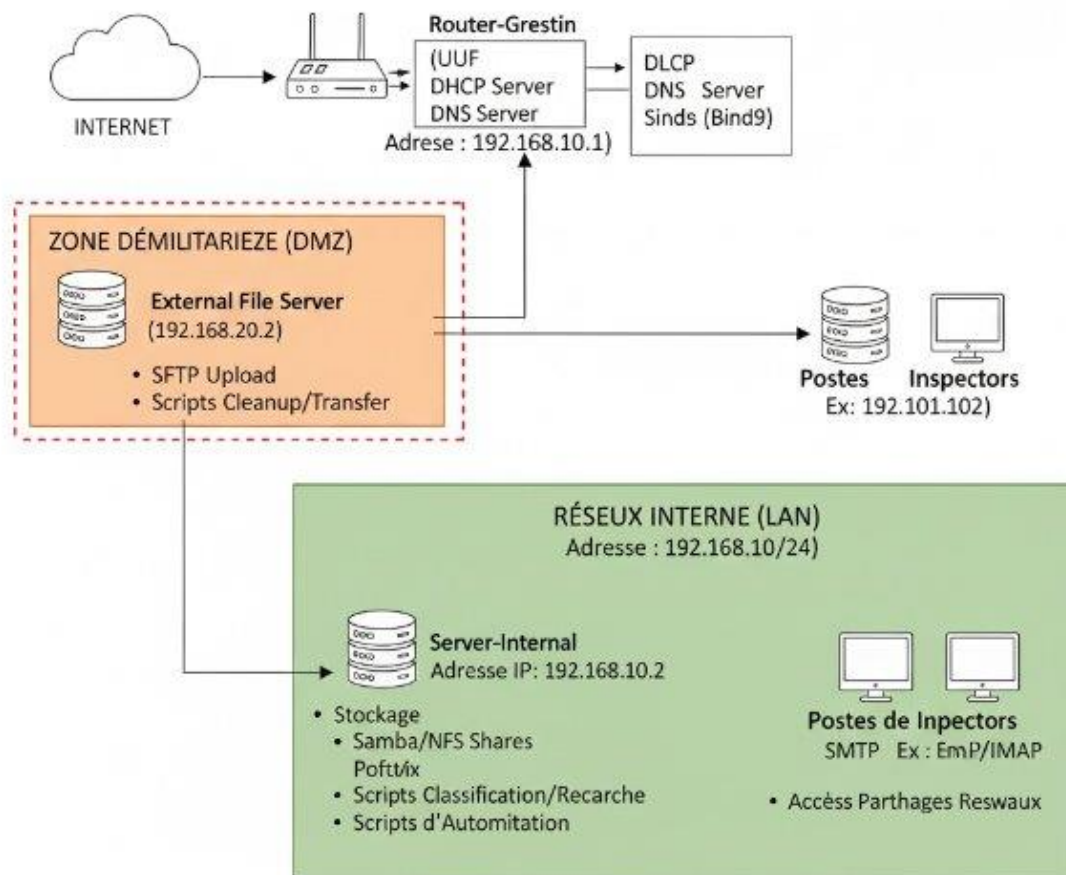 Router-Grestin
(UUF
DHCP Server
DNS Server
Adrese : 192.168.10.1)
DLCP
DNS Server
Sinds (Bind9)
INTERNET
ZONE DÉMILITARIEZE (DMZ)
External File Server
(192.168.20.2)
• SFTP Upload
• Scripts Cleanup/Transfer
Postes Inspectors
Ex: 192.101.102)
RÉSEUX INTERNE (LAN)
Adresse : 192.168.10/24)
Server-Internal
Adresse IP: 192.168.10.2
• Stockage
• Samba/NFS Shares
• Scripts Classification/Recarche
• Scripts d'Automitation
Postes de Inpectors
SMTP Ex : EmP/IMAP
• Accès Parthages Reswaux